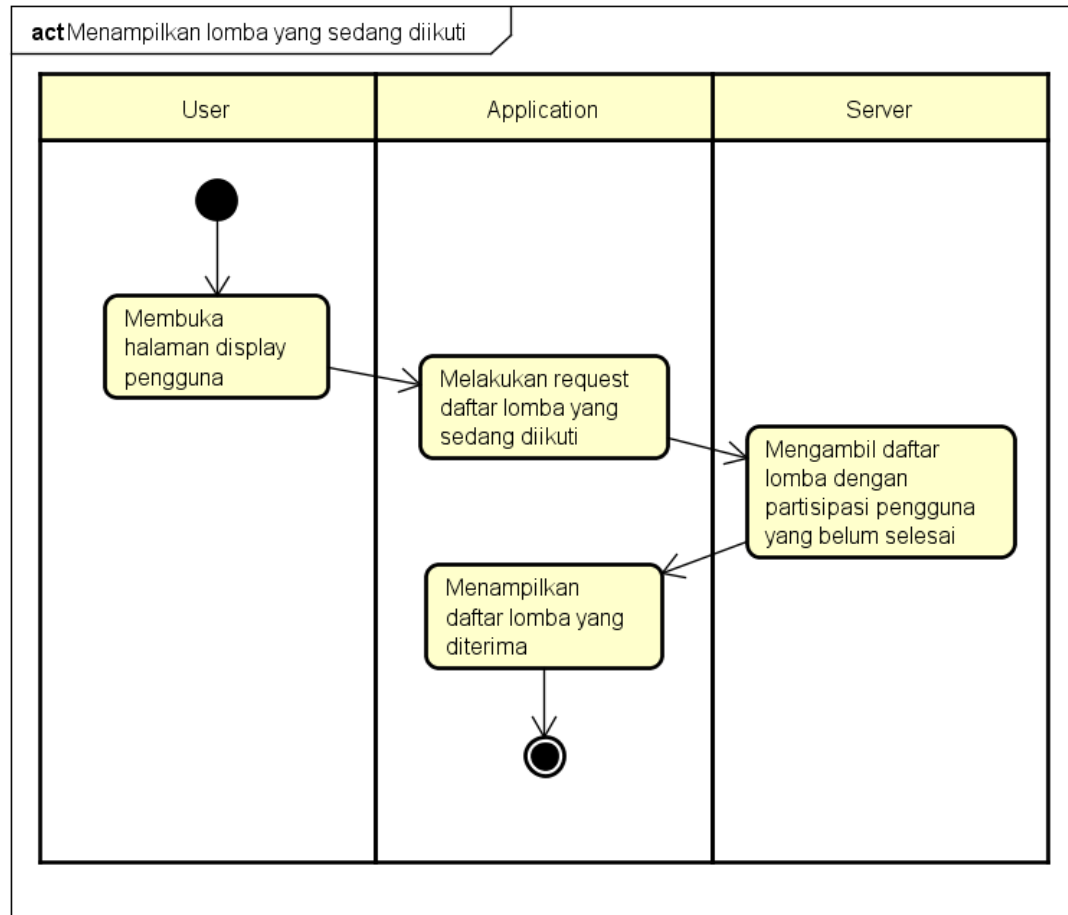 act Menampilkan lomba yang sedang diikuti
User
Application
Server
Membuka
halaman display
pengguna
Melakukan request
daftar lomba yang
sedang diikuti
Mengambil daftar
lomba dengan
partisipasi pengguna
yang belum selesai
Menampilkan
daftar lomba yang
diterima